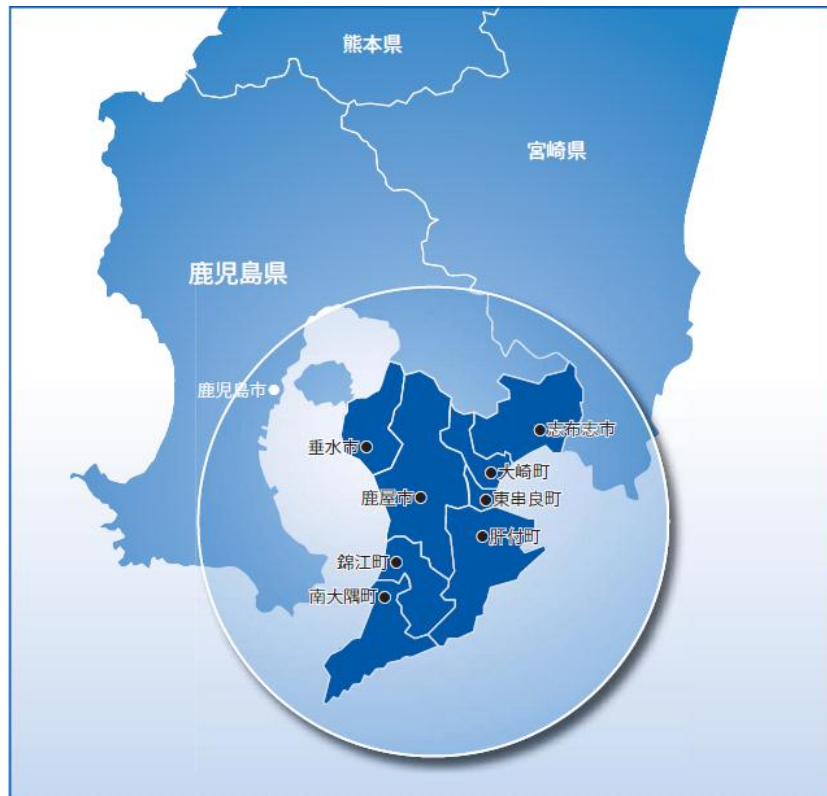 熊本県
宮崎県
鹿児島県
鹿児島市
志布志市
垂水市
大崎町
鹿屋市
東串良町
肝付町
錦江町
南大隅町